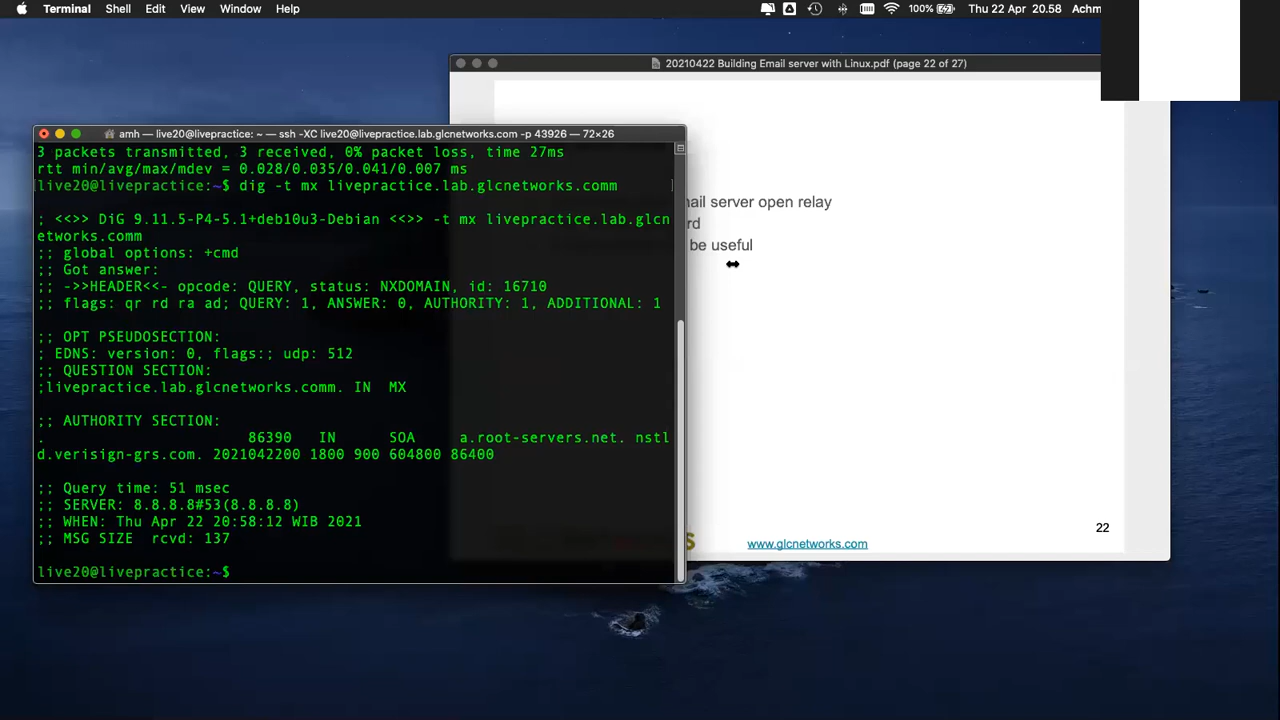 Terminal Shell Edit View Window Help 100% Thu 22 Apr 20.58 Achm
20210422 Building Email server with Linux.pdf (page 22 of 27)
amh — live20@livepractice: ~ — ssh -XC live20@livepractice.lab.glcnetworks.com -p 43926 — 72×26
3 packets transmitted, 3 received, 0% packet loss, time 27ms
rtt min/avg/max/mdev = 0.028/0.035/0.041/0.007 ms
[live20@livepractice:~$ dig -t mx livepractice.lab.glcnetworks.comm ]
; <<>> DiG 9.11.5-P4-5.1+deb10u3-Debian <<>> -t mx livepractice.lab.glcn
etworks.comm
;; global options: +cmd
;; Got answer:
;; ->>HEADER<<- opcode: QUERY, status: NXDOMAIN, id: 16710
;; flags: qr rd ra ad; QUERY: 1, ANSWER: 0, AUTHORITY: 1, ADDITIONAL: 1
;; OPT PSEUDOSECTION:
; EDNS: version: 0, flags:; udp: 512
;; QUESTION SECTION:
;livepractice.lab.glcnetworks.comm. IN MX
;; AUTHORITY SECTION:
. 86390 IN SOA a.root-servers.net. nstl
d.verisign-grs.com. 2021042200 1800 900 604800 86400
;; Query time: 51 msec
;; SERVER: 8.8.8.8#53(8.8.8.8)
;; WHEN: Thu Apr 22 20:58:12 WIB 2021
;; MSG SIZE rcvd: 137
live20@livepractice:~$
ail server open relay
rd
be useful
22
www.glcnetworks.com